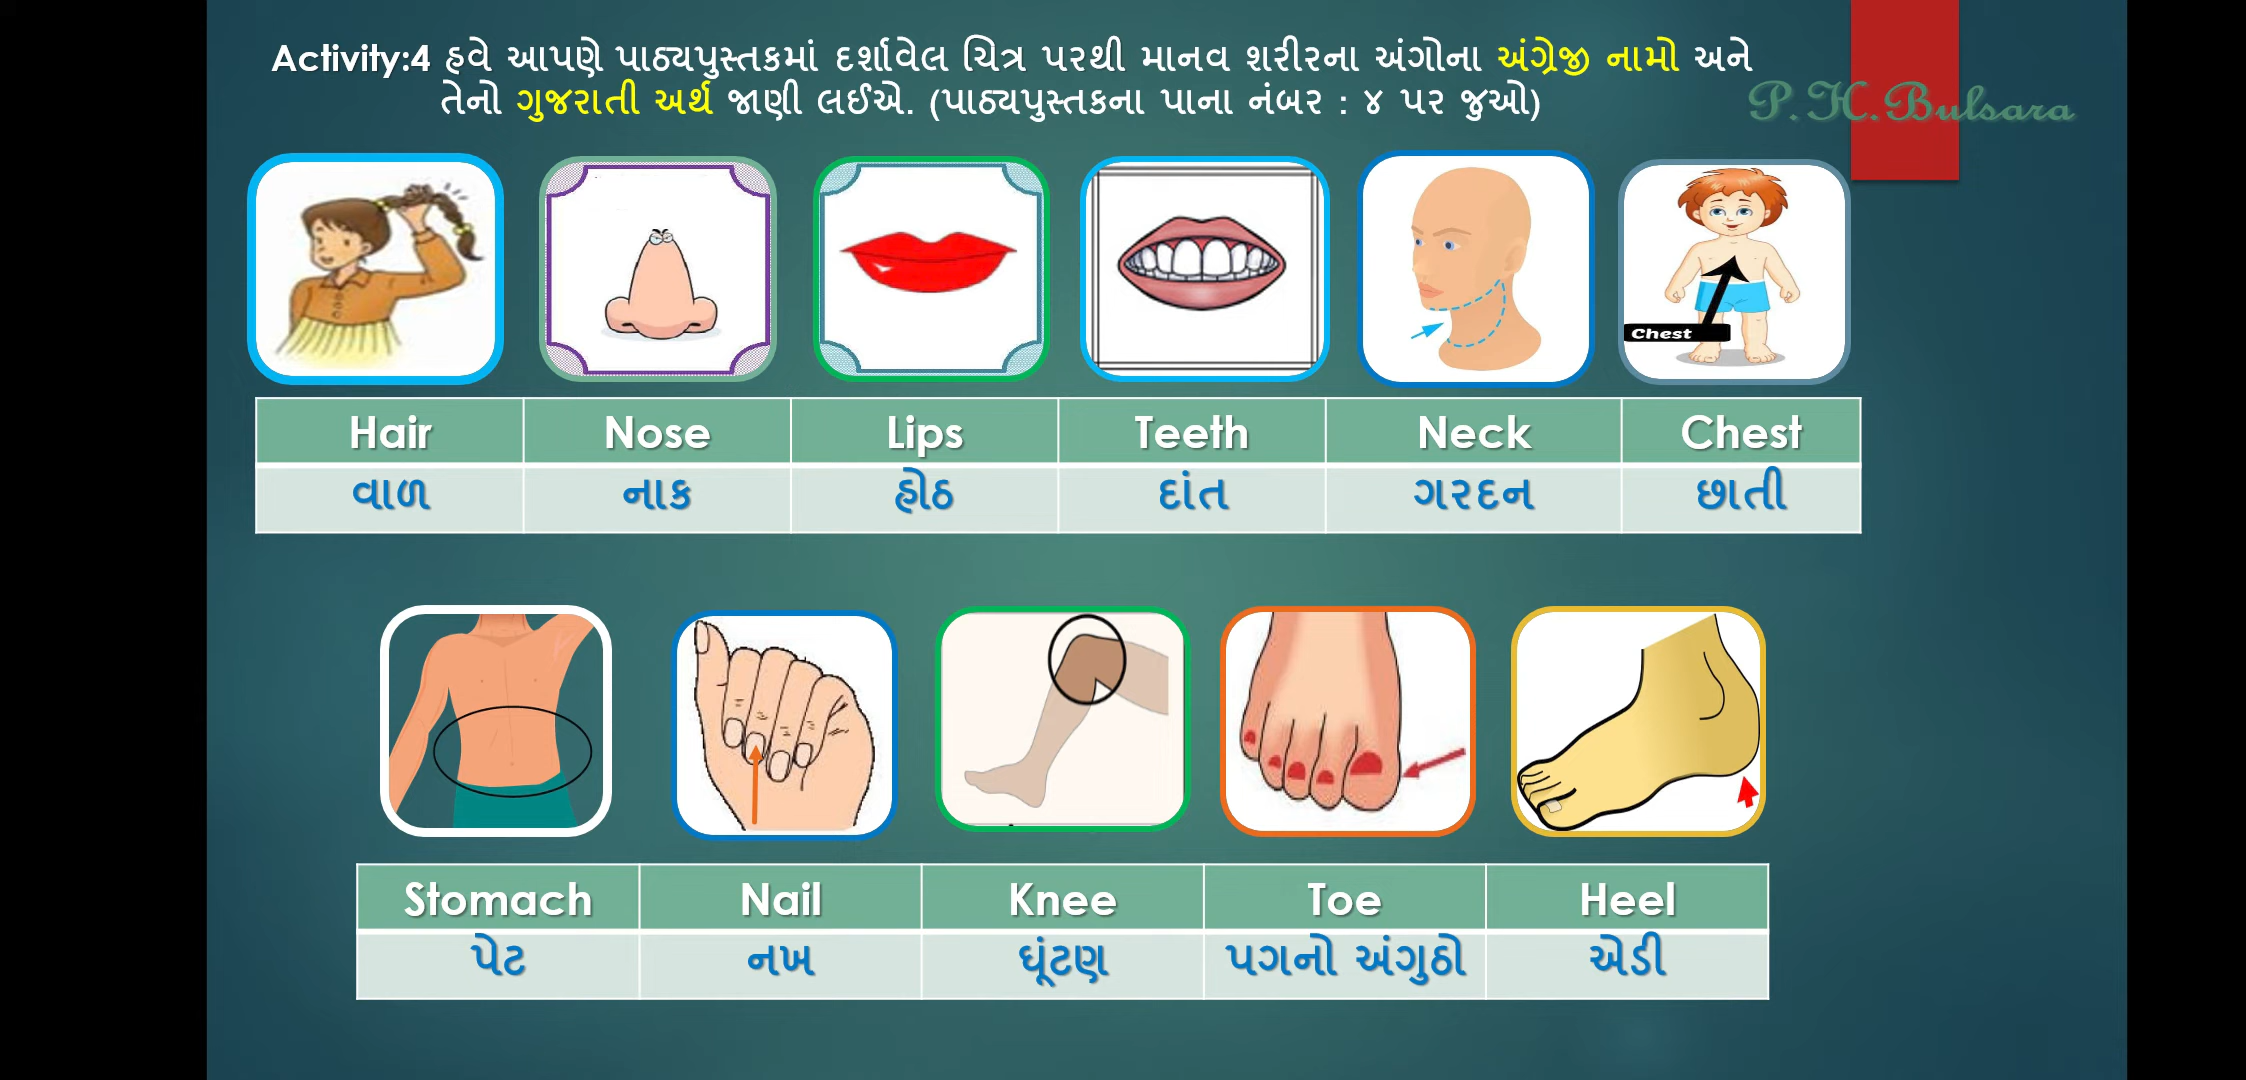 Activity:4 હવે આપણે પાઠ્યપુસ્તકમાં દર્શાવેલ ચિત્ર પરથી માનવ શરીરના અંગોના અંગ્રેજી નામો અને
તેનો ગુજરાતી અર્થ જાણી લઈએ. (પાઠ્યપુસ્તકના પાના નંબર : ૪ પર જુઓ)
P.H.Bulsara
Chest
Hair Nose Lips Teeth Neck Chest
વાળ નાક હોઠ દાંત ગરદન છાતી
Stomach Nail Knee Toe Heel
પેટ નખ ઘૂંટણ પગનો અંગુઠો એડી